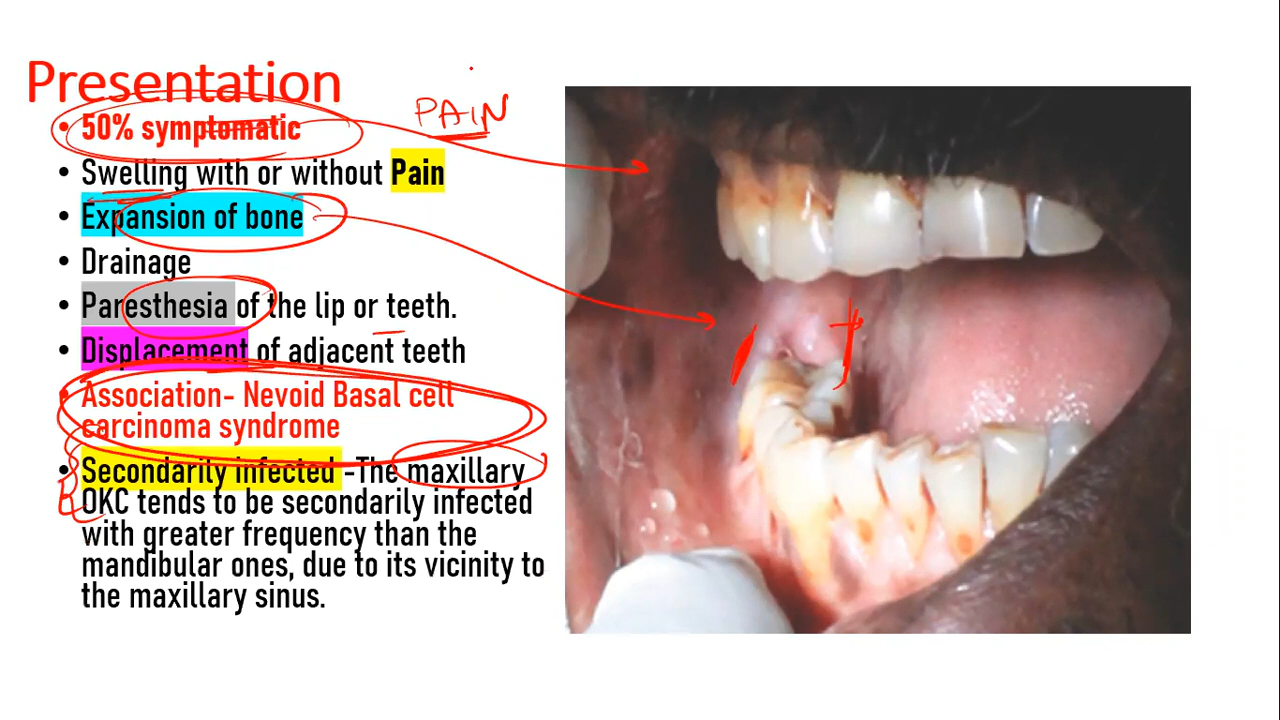 Presentation
PAIN
• 50% symptomatic
• Swelling with or without Pain
• Expansion of bone
• Drainage
• Paresthesia of the lip or teeth.
• Displacement of adjacent teeth
• Association- Nevoid Basal cell
carcinoma syndrome
• Secondarily infected -The maxillary
OKC tends to be secondarily infected
with greater frequency than the
mandibular ones, due to its vicinity to
the maxillary sinus.